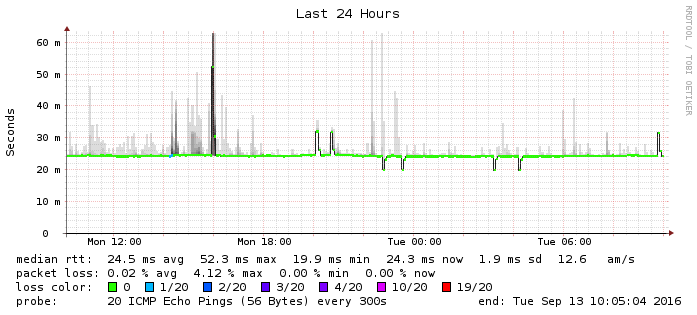 Last 24 Hours
RRDTOOL / TOBI OETIKER
Seconds
60 m
50 m
40 m
30 m
20 m
10 m
0
Mon 12:00 Mon 18:00 Tue 00:00 Tue 06:00
median rtt: 24.5 ms avg 52.3 ms max 19.9 ms min 24.3 ms now 1.9 ms sd 12.6 am/s
packet loss: 0.02 % avg 4.12 % max 0.00 % min 0.00 % now
loss color: 0 1/20 2/20 3/20 4/20 10/20 19/20
probe: 20 ICMP Echo Pings (56 Bytes) every 300s end: Tue Sep 13 10:05:04 2016